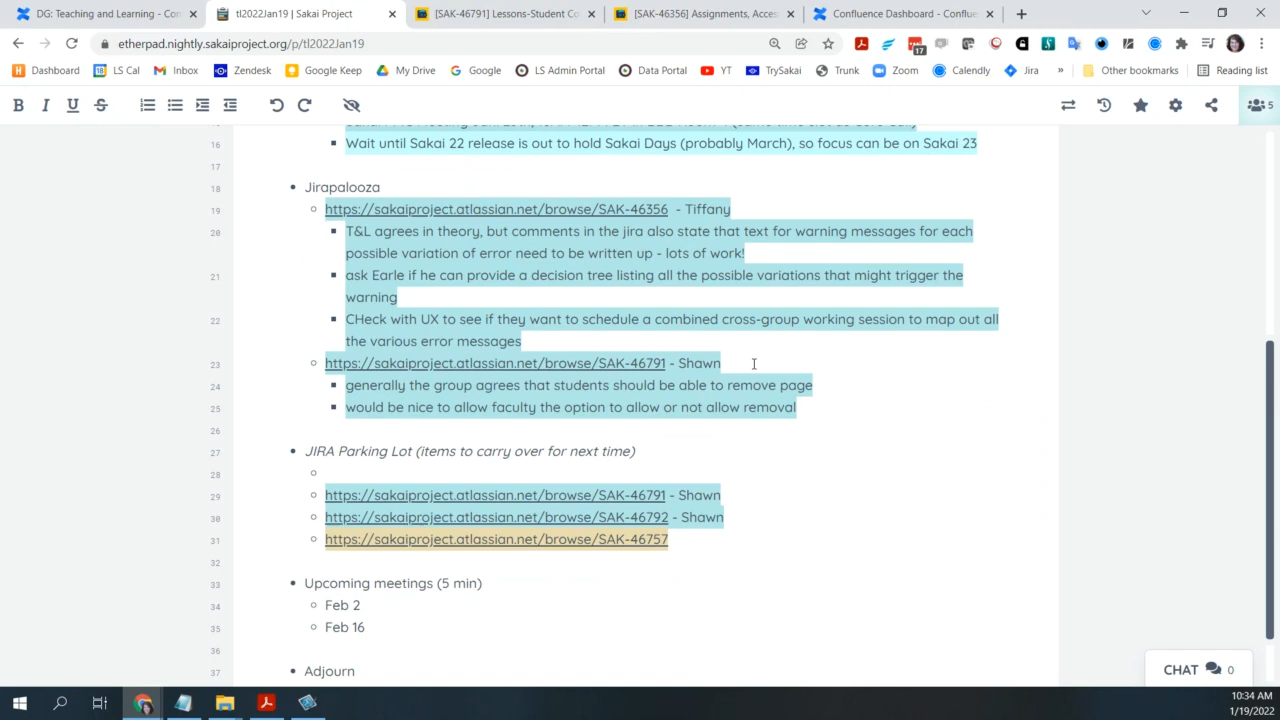 DG: Teaching and Learning - Con
tl2022Jan19 | Sakai Project
[SAK-46791] Lessons-Student Co
[SAK-46356] Assignments, Acces
Confluence Dashboard - Conflue
etherpad.nightly.sakaiproject.org/p/tl2022Jan19
17
Dashboard
LS Cal
Inbox
Zendesk
Google Keep
My Drive
Google
LS Admin Portal
Data Portal
YT
TrySakai
Trunk
Zoom
Calendly
Jira
»
Other bookmarks
Reading list
B I U S
5
16 Wait until Sakai 22 release is out to hold Sakai Days (probably March), so focus can be on Sakai 23
17
18 Jirapalooza
19 https://sakaiproject.atlassian.net/browse/SAK-46356 - Tiffany
20 T&L agrees in theory, but comments in the jira also state that text for warning messages for each
possible variation of error need to be written up - lots of work!
21 ask Earle if he can provide a decision tree listing all the possible variations that might trigger the
warning
22 CHeck with UX to see if they want to schedule a combined cross-group working session to map out all
the various error messages
23 https://sakaiproject.atlassian.net/browse/SAK-46791 - Shawn
24 generally the group agrees that students should be able to remove page
25 would be nice to allow faculty the option to allow or not allow removal
26
27 JIRA Parking Lot (items to carry over for next time)
28
29 https://sakaiproject.atlassian.net/browse/SAK-46791 - Shawn
30 https://sakaiproject.atlassian.net/browse/SAK-46792 - Shawn
31 https://sakaiproject.atlassian.net/browse/SAK-46757
32
33 Upcoming meetings (5 min)
34 Feb 2
35 Feb 16
36
37 Adjourn
CHAT 0
10:34 AM
1/19/2022